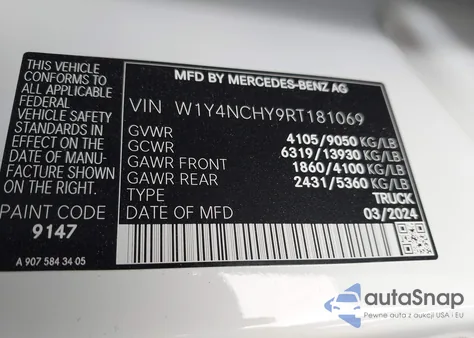 THIS VEHICLE
CONFORMS TO
ALL APPLICABLE
FEDERAL MOTOR
VEHICLE SAFETY
STANDARDS IN
EFFECT ON THE
DATE OF MANU-
FACTURE SHOWN
ON THE RIGHT.
PAINT CODE
9147
A 907 584 34 05
MFD BY MERCEDES-BENZ AG
VIN W1Y4NCHY9RT181069
GVWR 4105/9050 KG/LB
GCWR 6319/13930 KG/LB
GAWR FRONT 1860/4100 KG/LB
GAWR REAR 2431/5360 KG/LB
TYPE TRUCK
DATE OF MFD 03/2024
autoSnap
Pewne auta z aukcji USA i EU